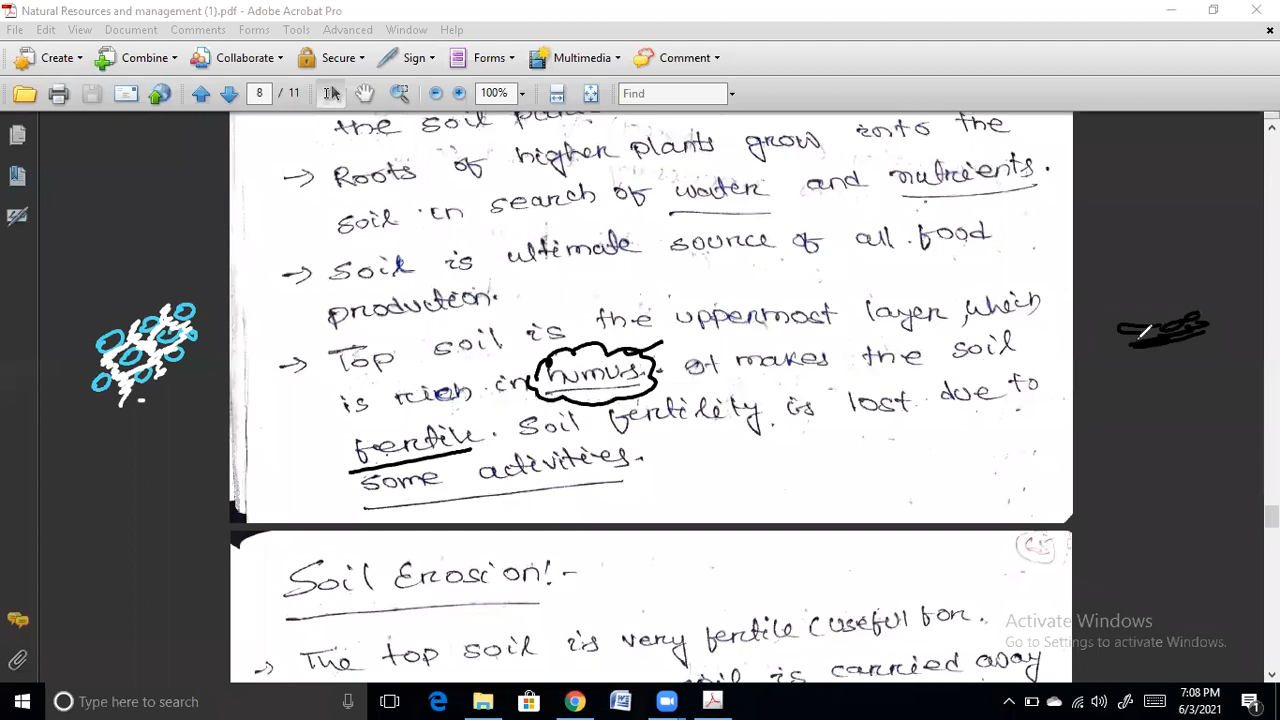 Natural Resources and management (1).pdf - Adobe Acrobat Pro
File Edit View Document Comments Forms Tools Advanced Window Help
Create Combine Collaborate Secure Sign Forms Multimedia Comment
8 / 11 100% Find
the soil
→ Roots of higher plants grow into the
soil in search of water and nutrients.
→ Soil is ultimate source of all food
production.
→ Top soil is the uppermost layer, which
is rich in humus. It makes the soil
fertile. Soil fertility is lost due to
some activities.
Soil Erosion:-
→ The top soil is very fertile (useful for.
soil is carried away
Activate Windows
Go to Settings to activate Windows.
Type here to search
7:08 PM
6/3/2021